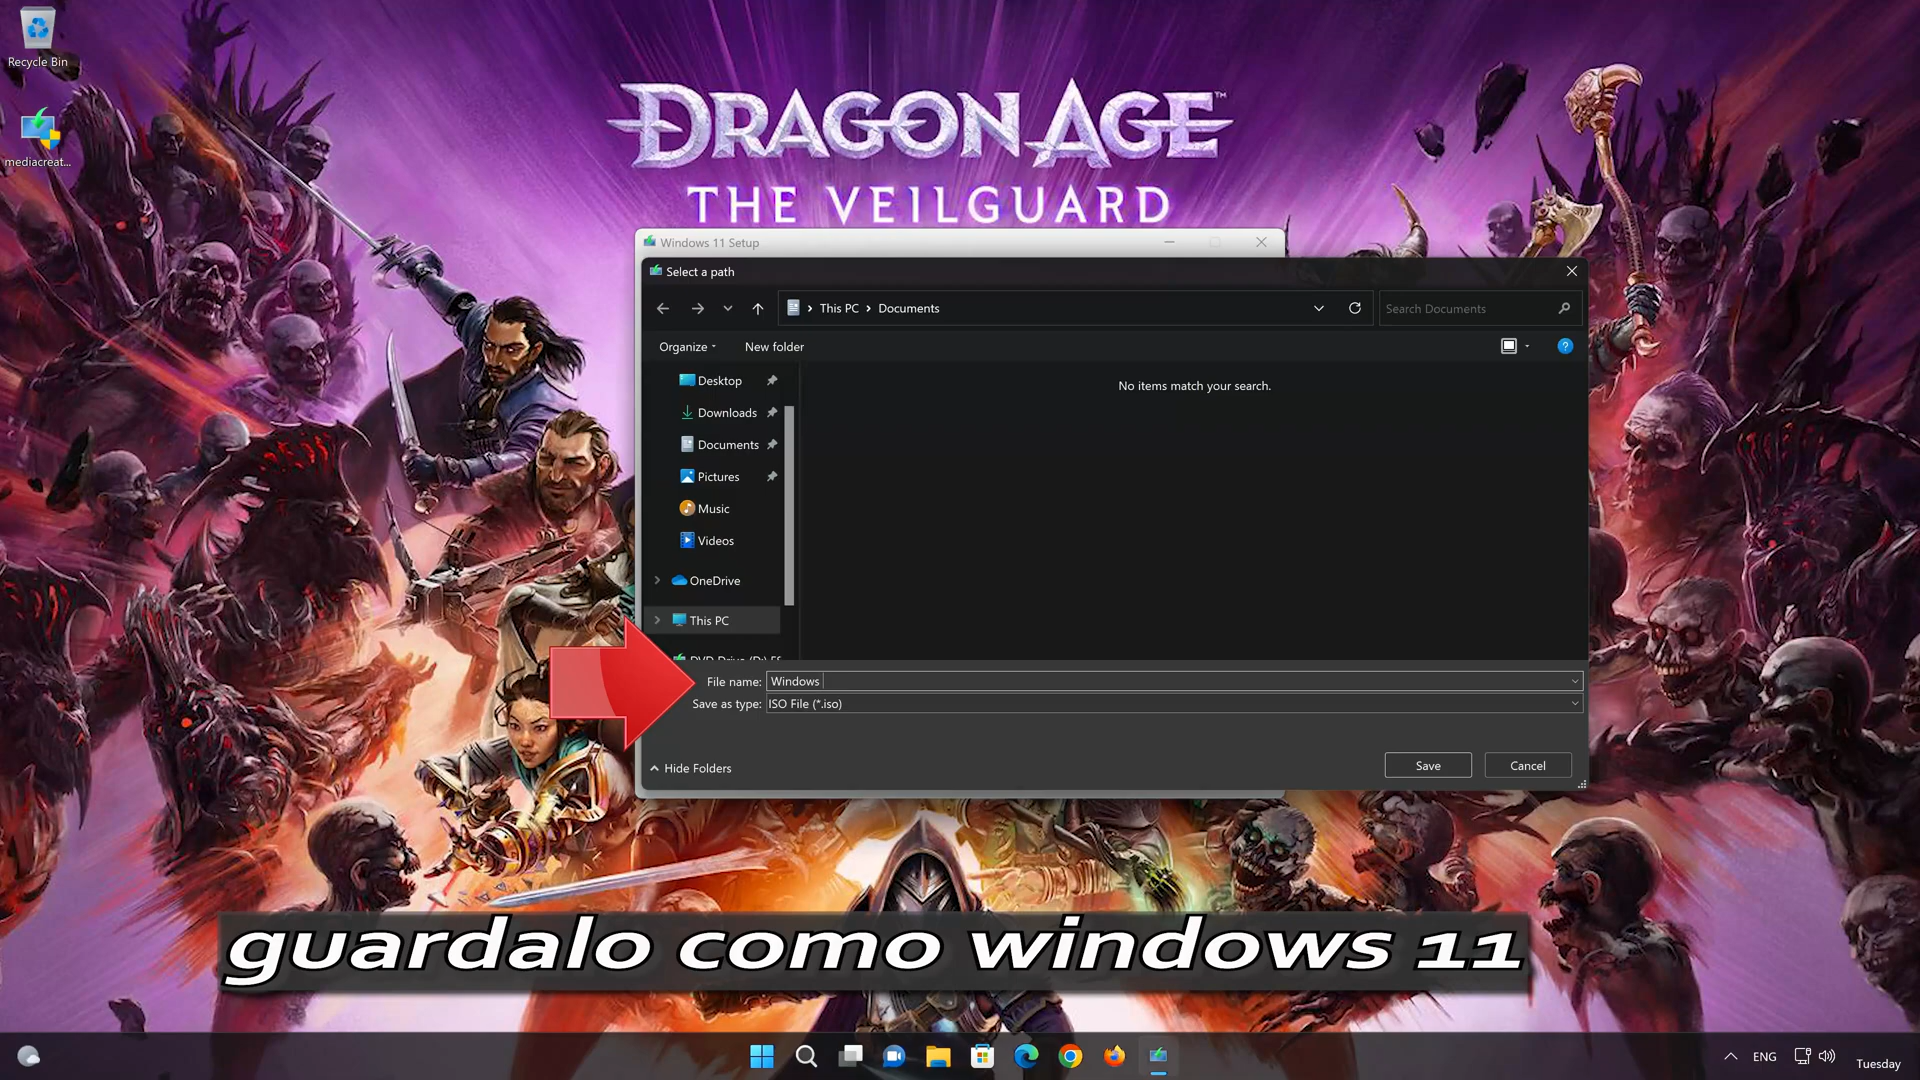 Recycle Bin
mediacreat...
DRAGON AGE™
THE VEILGUARD
Windows 11 Setup
Select a path
This PC > Documents
Search Documents
Organize
New folder
?
No items match your search.
Desktop
Downloads
Documents
Pictures
Music
Videos
OneDrive
This PC
File name: Windows
Save as type: ISO File (*.iso)
Hide Folders
Save
Cancel
guardalo como windows 11
ENG
Tuesday